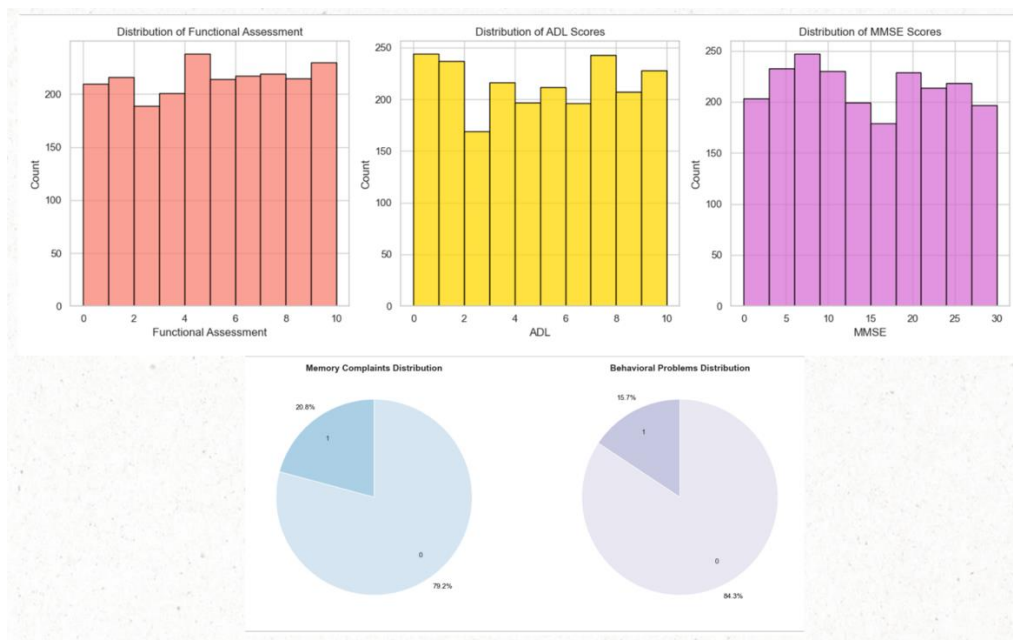 Distribution of Functional Assessment
200
150
100
50
0
Count
0 2 4 6 8 10
Functional Assessment
Distribution of ADL Scores
250
200
150
100
50
0
Count
0 2 4 6 8 10
ADL
Distribution of MMSE Scores
250
200
150
100
50
0
Count
0 5 10 15 20 25 30
MMSE
Memory Complaints Distribution
20.8%
1
0
79.2%
Behavioral Problems Distribution
15.7%
1
0
84.3%